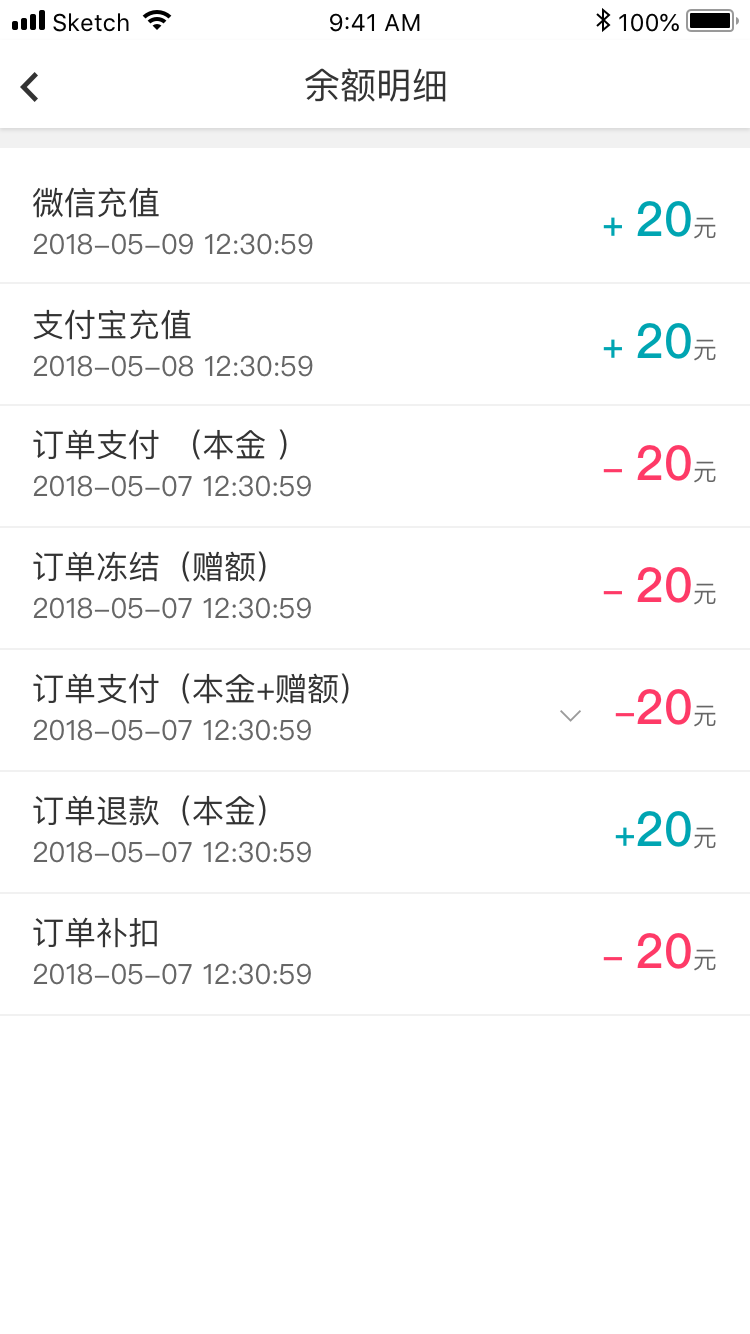 Sketch 9:41 AM 100%
余额明细
微信充值
2018-05-09 12:30:59
+ 20元
支付宝充值
2018-05-08 12:30:59
+ 20元
订单支付 （本金 ）
2018-05-07 12:30:59
- 20元
订单冻结（赠额）
2018-05-07 12:30:59
- 20元
订单支付（本金+赠额）
2018-05-07 12:30:59
-20元
订单退款（本金）
2018-05-07 12:30:59
+20元
订单补扣
2018-05-07 12:30:59
- 20元